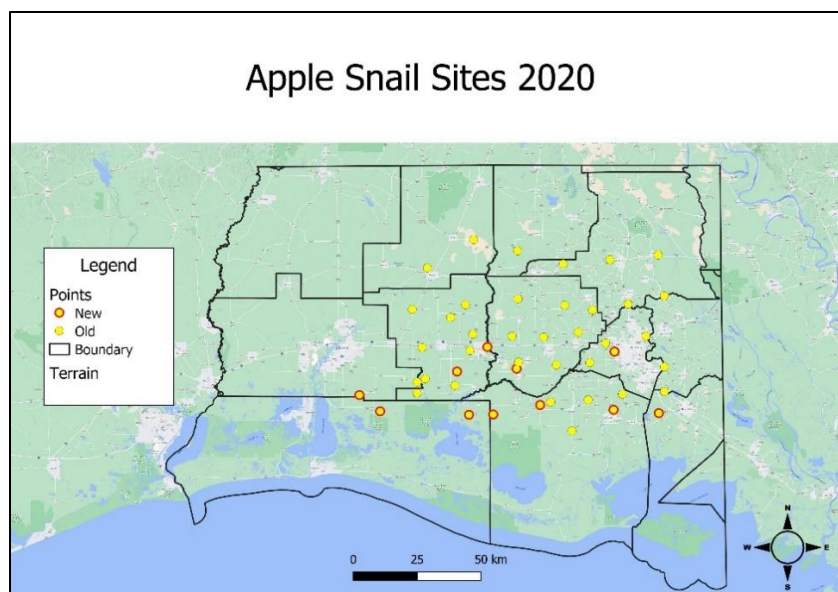 Apple Snail Sites 2020
Legend
Points
New
Old
Boundary
Terrain
N
W
E
S
0 25 50 km